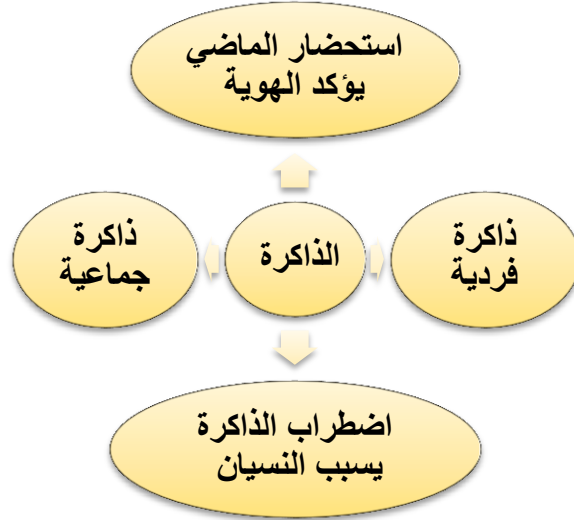 استحضار الماضي
يؤكد الهوية
ذاكرة
فردية
الذاكرة
ذاكرة
جماعية
اضطراب الذاكرة
يسبب النسيان